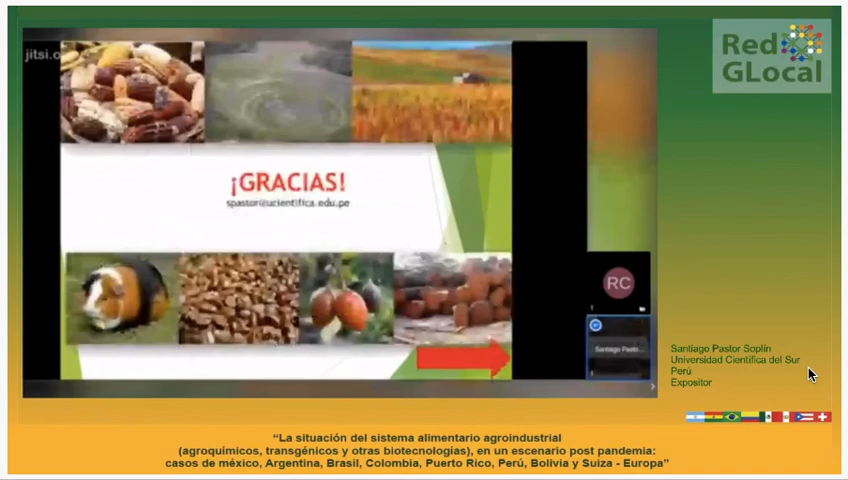 jitsi.o
Red
GLocal
¡GRACIAS!
spastor@ucientifica.edu.pe
RC
Santiago Pasto...
Santiago Pastor Soplín
Universidad Científica del Sur
Perú
Expositor
“La situación del sistema alimentario agroindustrial
(agroquímicos, transgénicos y otras biotecnologías), en un escenario post pandemia:
casos de méxico, Argentina, Brasil, Colombia, Puerto Rico, Perú, Bolivia y Suiza - Europa”